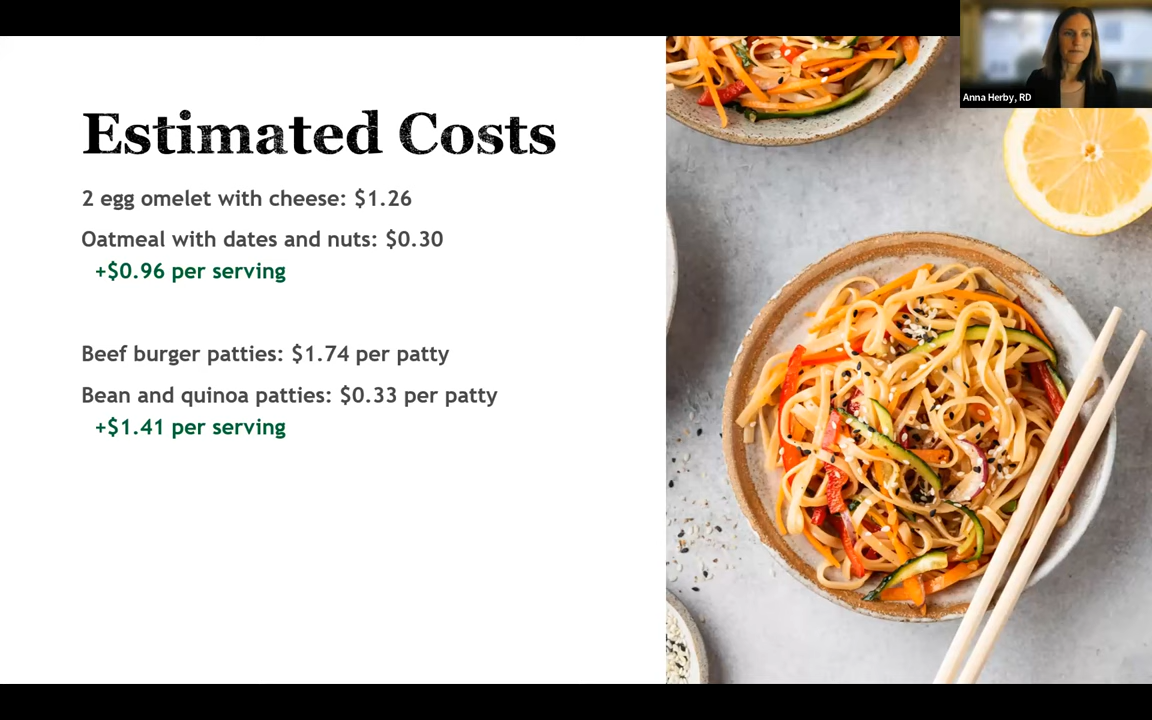 Anna Herby, RD
Estimated Costs
2 egg omelet with cheese: $1.26
Oatmeal with dates and nuts: $0.30
+$0.96 per serving
Beef burger patties: $1.74 per patty
Bean and quinoa patties: $0.33 per patty
+$1.41 per serving